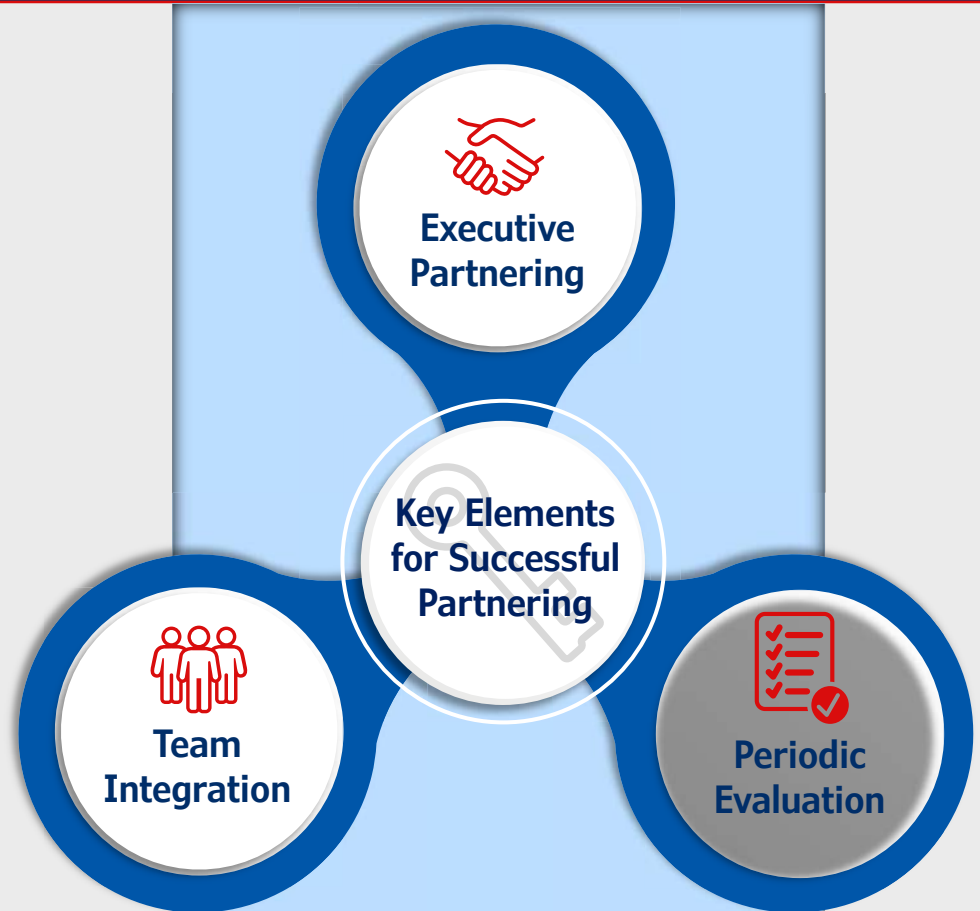 Executive
Partnering
Key Elements
for Successful
Partnering
Team
Integration
Periodic
Evaluation